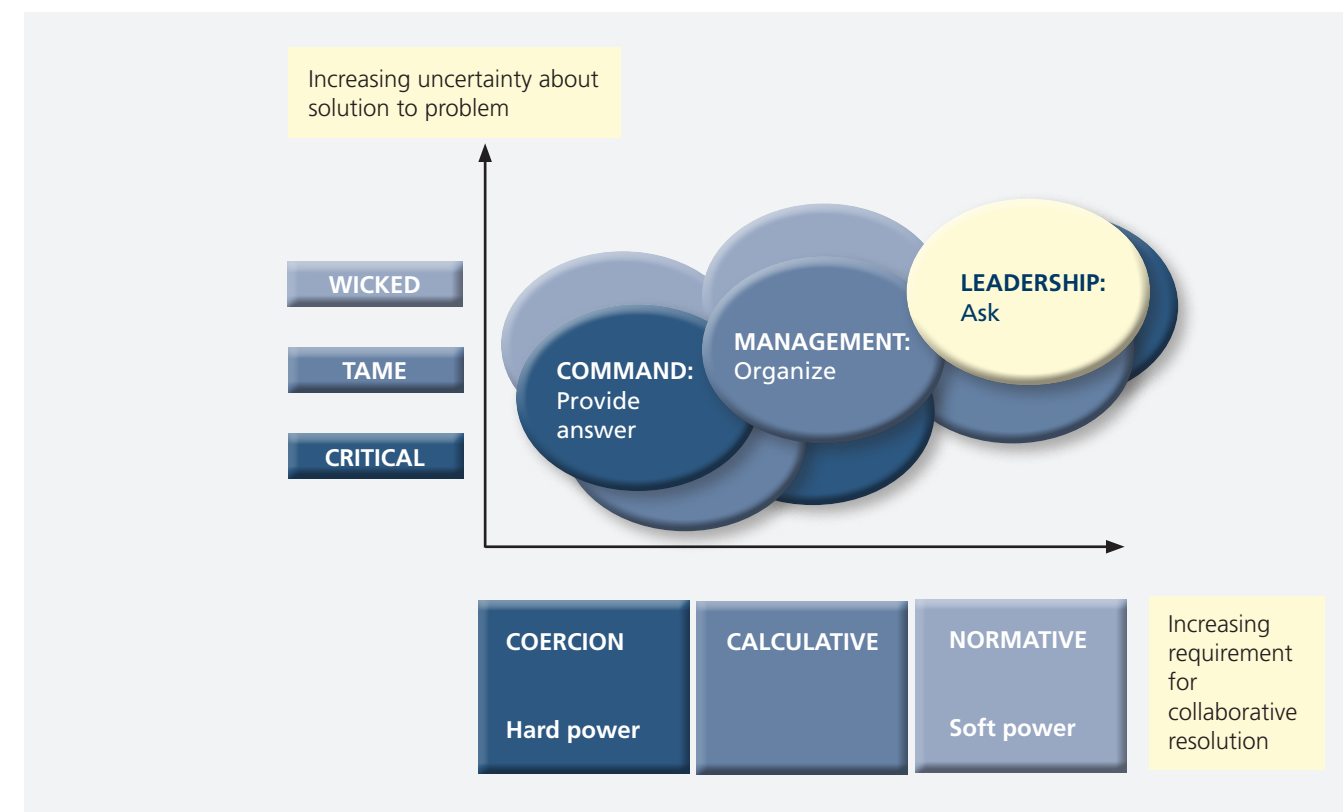 Increasing uncertainty about
solution to problem
WICKED
TAME
CRITICAL
COMMAND:
Provide
answer
MANAGEMENT:
Organize
LEADERSHIP:
Ask
COERCION
Hard power
CALCULATIVE
NORMATIVE
Soft power
Increasing
requirement
for
collaborative
resolution